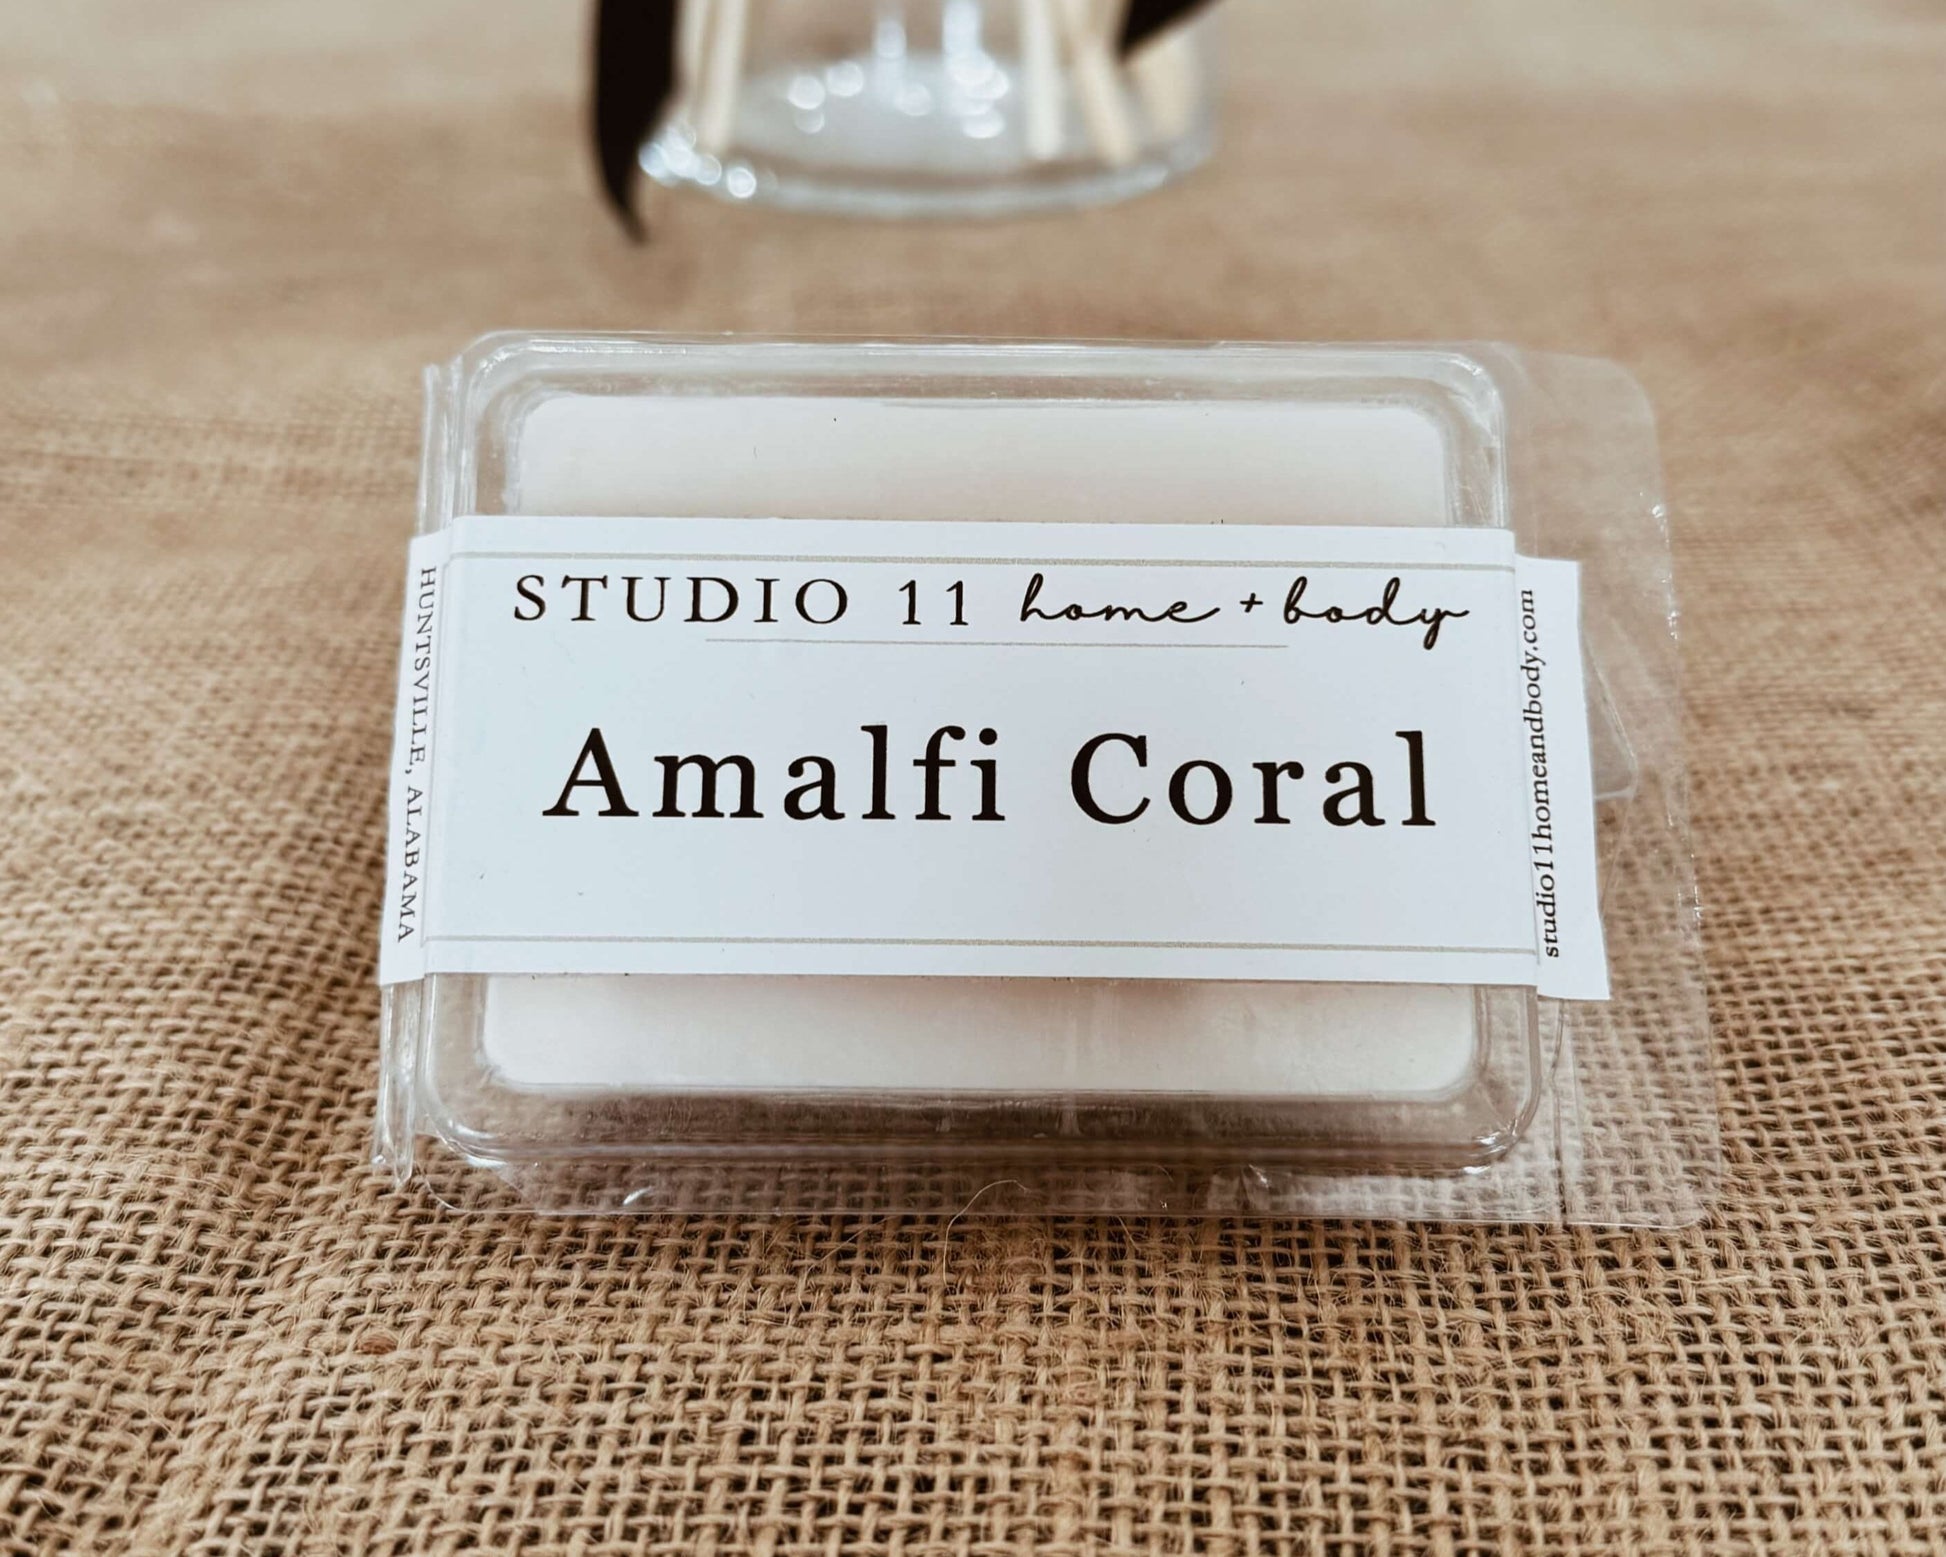 STUDIO 11 home + body
Amalfi Coral
HUNTSVILLE, ALABAMA
studio11homeandbody.com